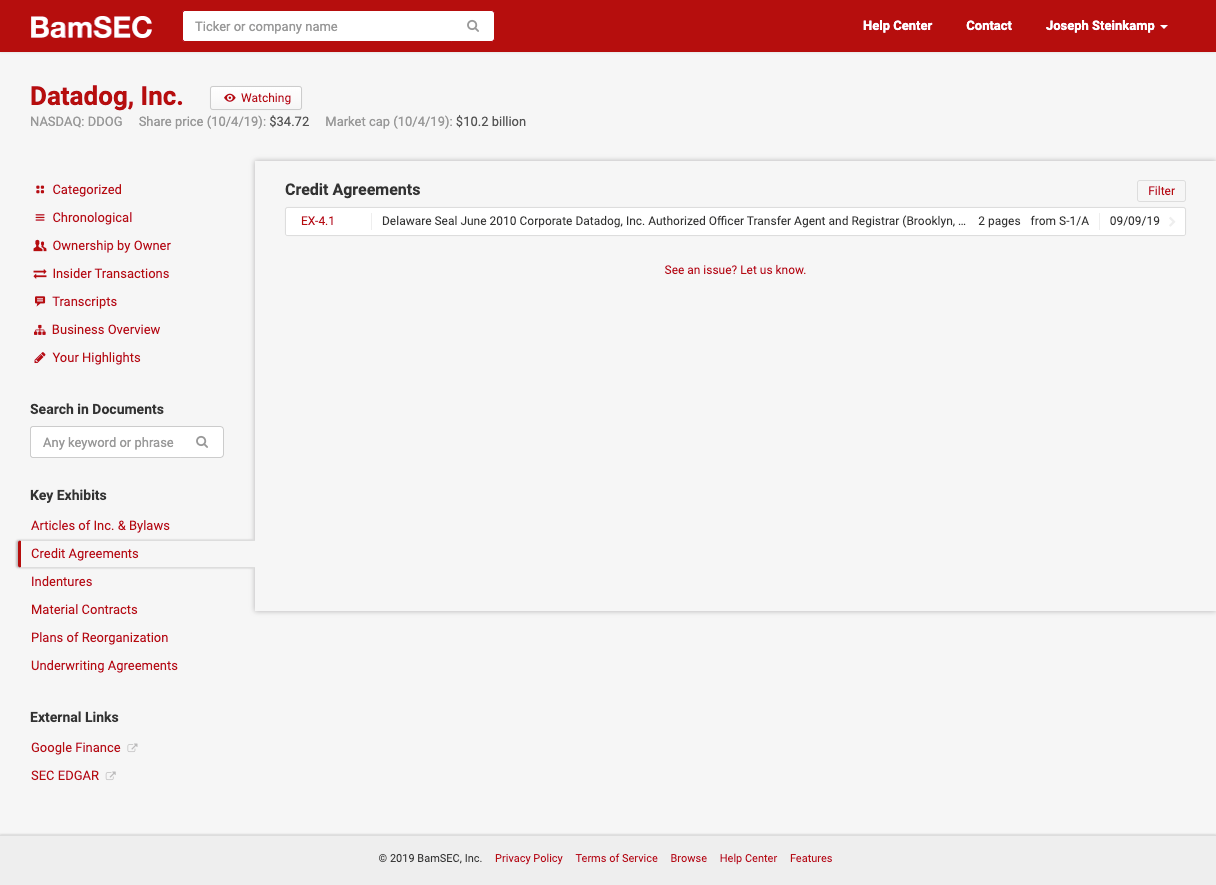 BamSEC
Ticker or company name
Help Center
Contact
Joseph Steinkamp
Datadog, Inc.
Watching
NASDAQ: DDOG Share price (10/4/19): $34.72 Market cap (10/4/19): $10.2 billion
Categorized
Chronological
Ownership by Owner
Insider Transactions
Transcripts
Business Overview
Your Highlights
Search in Documents
Any keyword or phrase
Key Exhibits
Articles of Inc. & Bylaws
Credit Agreements
Indentures
Material Contracts
Plans of Reorganization
Underwriting Agreements
External Links
Google Finance
SEC EDGAR
Credit Agreements
Filter
EX-4.1 Delaware Seal June 2010 Corporate Datadog, Inc. Authorized Officer Transfer Agent and Registrar (Brooklyn, ... 2 pages from S-1/A 09/09/19
See an issue? Let us know.
© 2019 BamSEC, Inc. Privacy Policy Terms of Service Browse Help Center Features